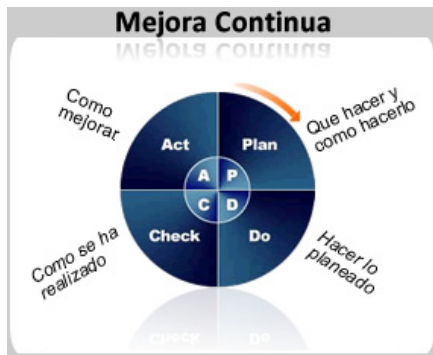 Mejora Continua
Como
mejorar
Que hacer y
como hacerlo
Act
Plan
A
P
C
D
Check
Do
Como se ha
realizado
Hacer lo
planeado